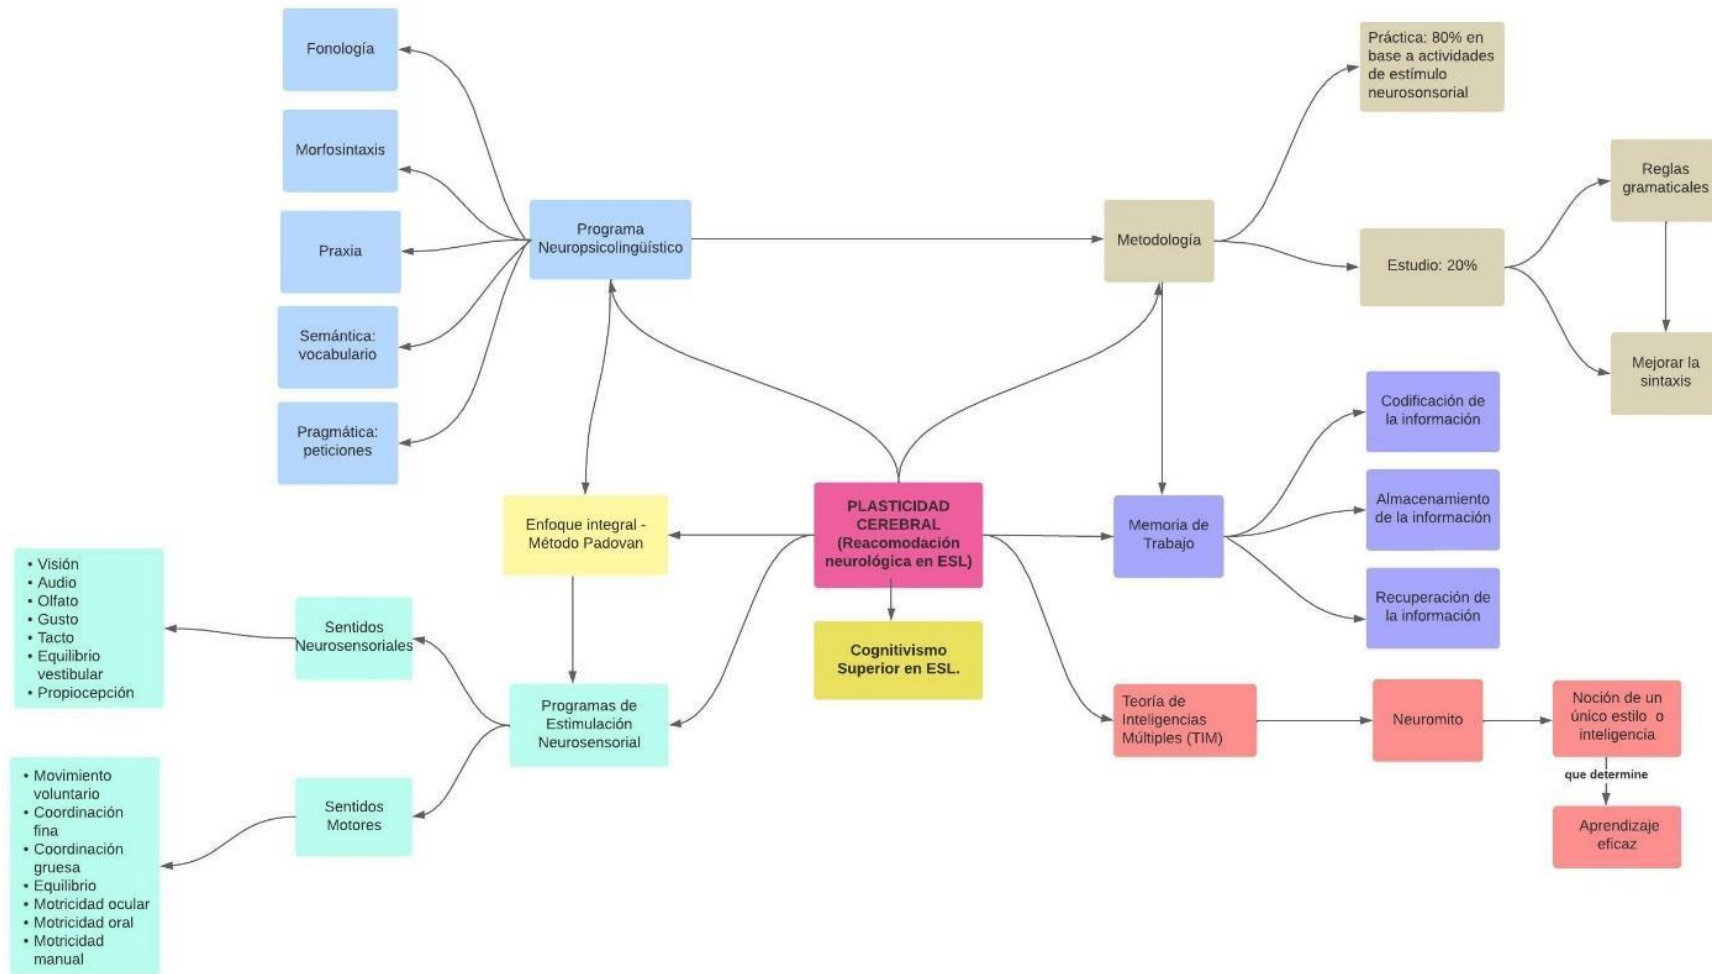 Fonología
Morfosintaxis
Praxia
Semántica:
vocabulario
Pragmática:
peticiones
Programa
Neuropsicolingüístico
Metodología
Práctica: 80% en
base a actividades
de estímulo
neurosonsorial
Estudio: 20%
Reglas
gramaticales
Mejorar la
sintaxis
Enfoque integral -
Método Padovan
PLASTICIDAD
CEREBRAL
(Reacomodación
neurológica en ESL)
Cognitivismo
Superior en ESL.
Memoria de
Trabajo
Codificación de
la información
Almacenamiento
de la información
Recuperación de
la información
• Visión
• Audio
• Olfato
• Gusto
• Tacto
• Equilibrio
vestibular
• Propiocepción
Sentidos
Neurosensoriales
Programas de
Estimulación
Neurosensorial
Sentidos
Motores
• Movimiento
voluntario
• Coordinación
fina
• Coordinación
gruesa
• Equilibrio
• Motricidad ocular
• Motricidad oral
• Motricidad
manual
Teoría de
Inteligencias
Múltiples (TIM)
Neuromito
Noción de un
único estilo o
inteligencia
que determine
Aprendizaje
eficaz